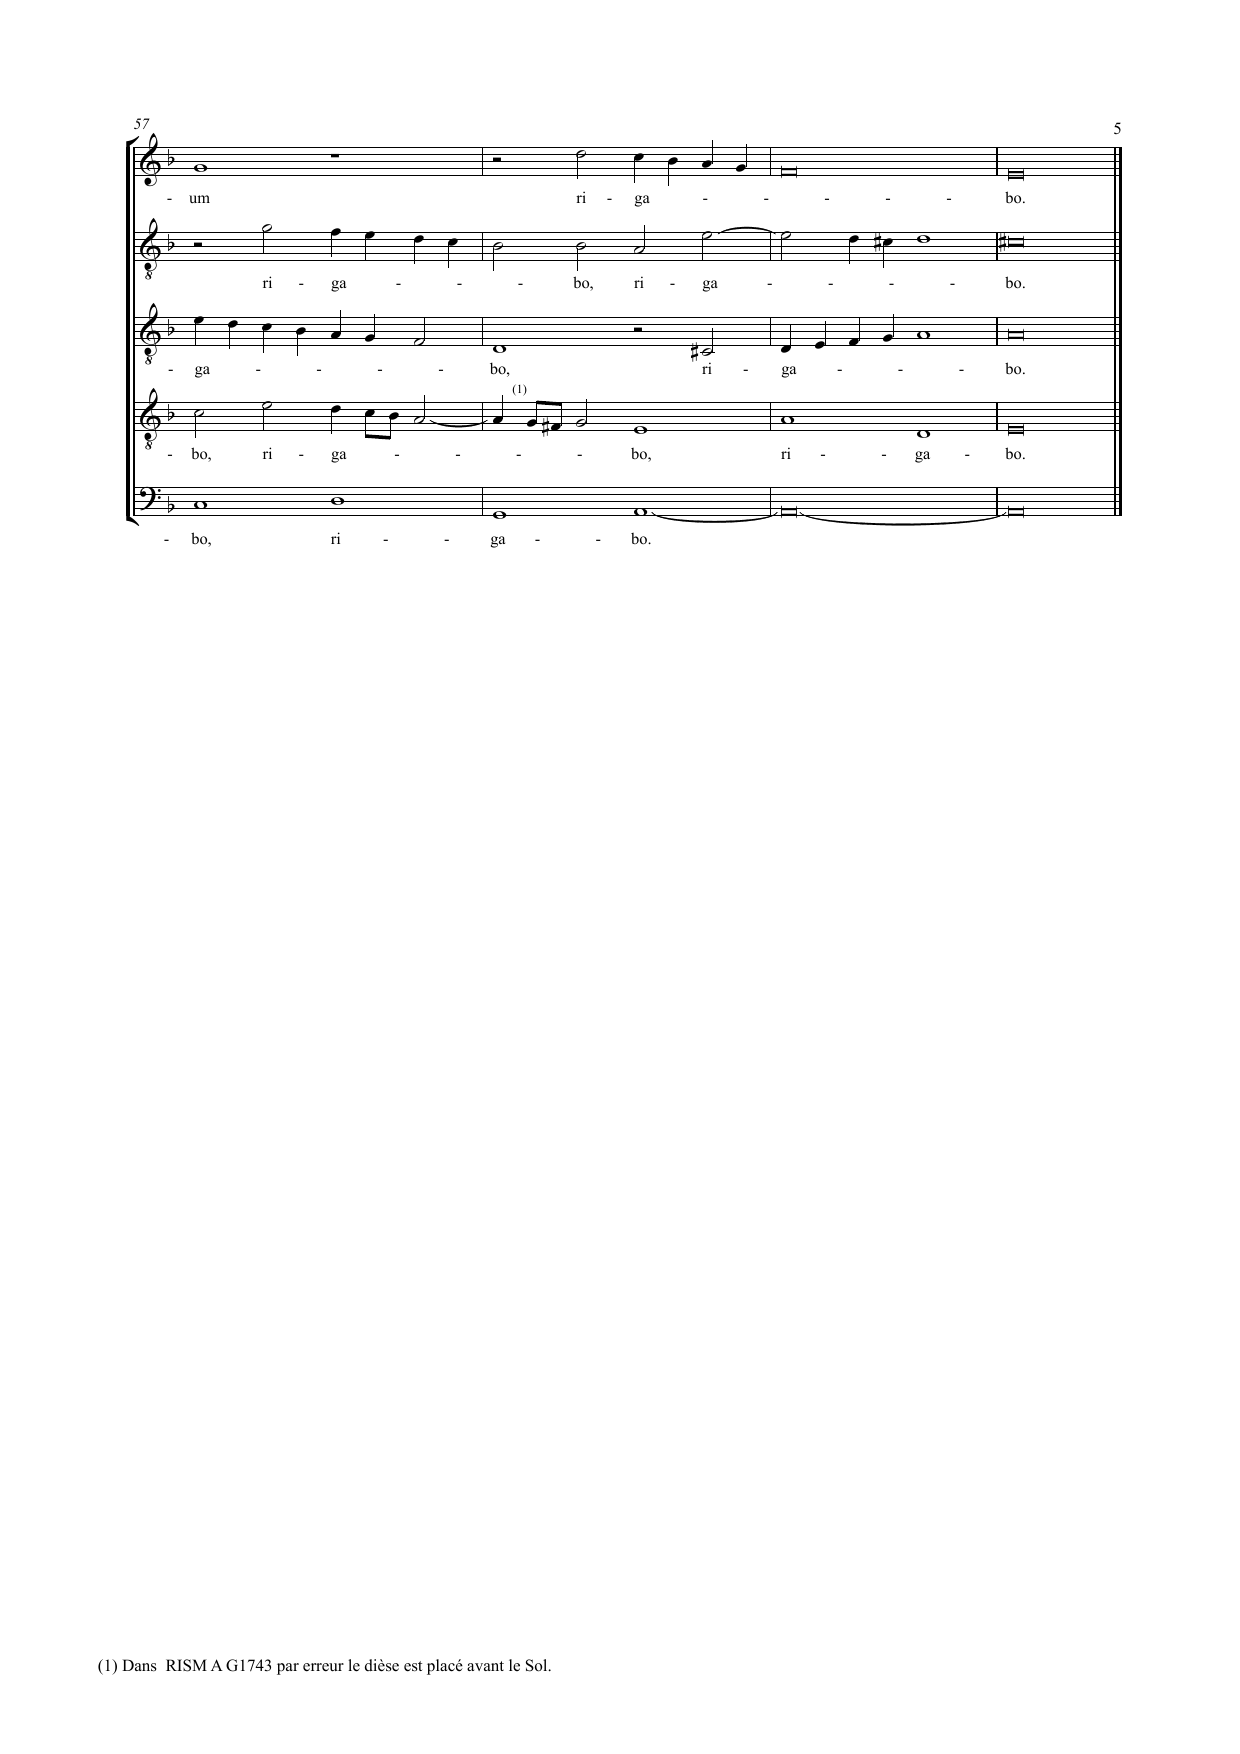 57
5
- um ri - ga - - - - - bo.
ri - ga - - - bo, ri - ga - - - - bo.
- ga - - - - bo, ri - ga - - - bo.
(1)
- bo, ri - ga - - - - bo, ri - - ga - bo.
- bo, ri - - ga - - bo.
(1) Dans RISM A G1743 par erreur le dièse est placé avant le Sol.